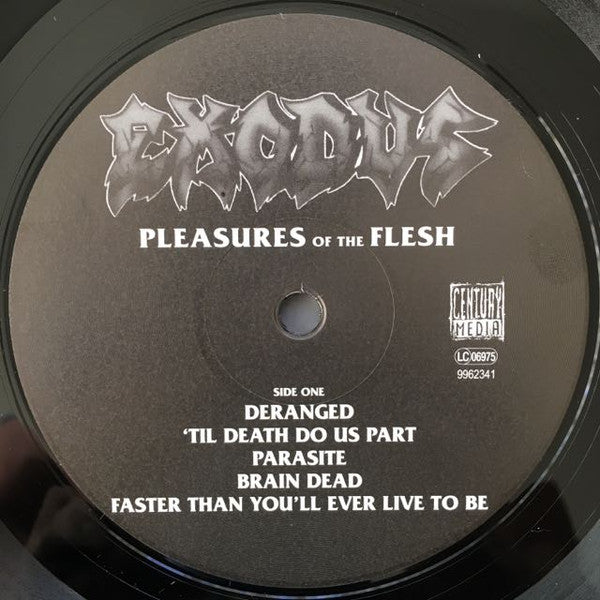 EXODUS
PLEASURES OF THE FLESH
CENTURY
MEDIA
LC 06975
9962341
SIDE ONE
DERANGED
‘TIL DEATH DO US PART
PARASITE
BRAIN DEAD
FASTER THAN YOU'LL EVER LIVE TO BE